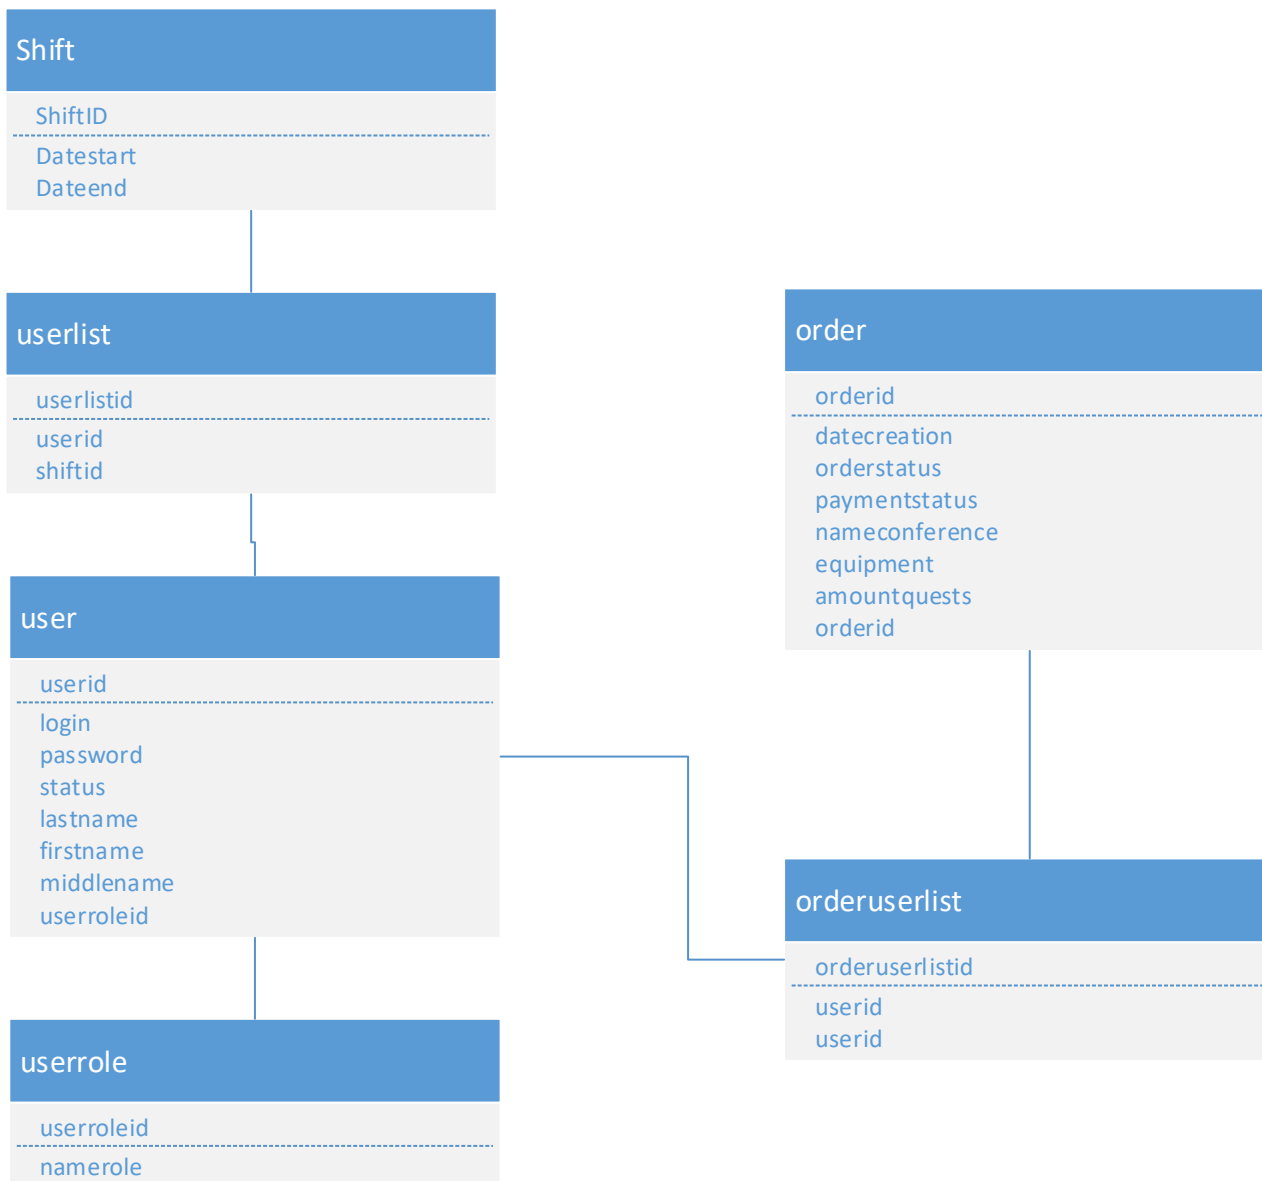 Shift
ShiftID
Datestart
Dateend
userlist
userlistid
userid
shiftid
user
userid
login
password
status
lastname
firstname
middlename
userroleid
userrole
userroleid
namerole
order
orderid
datecreation
orderstatus
paymentstatus
nameconference
equipment
amountquests
orderid
orderuserlist
orderuserlistid
userid
userid